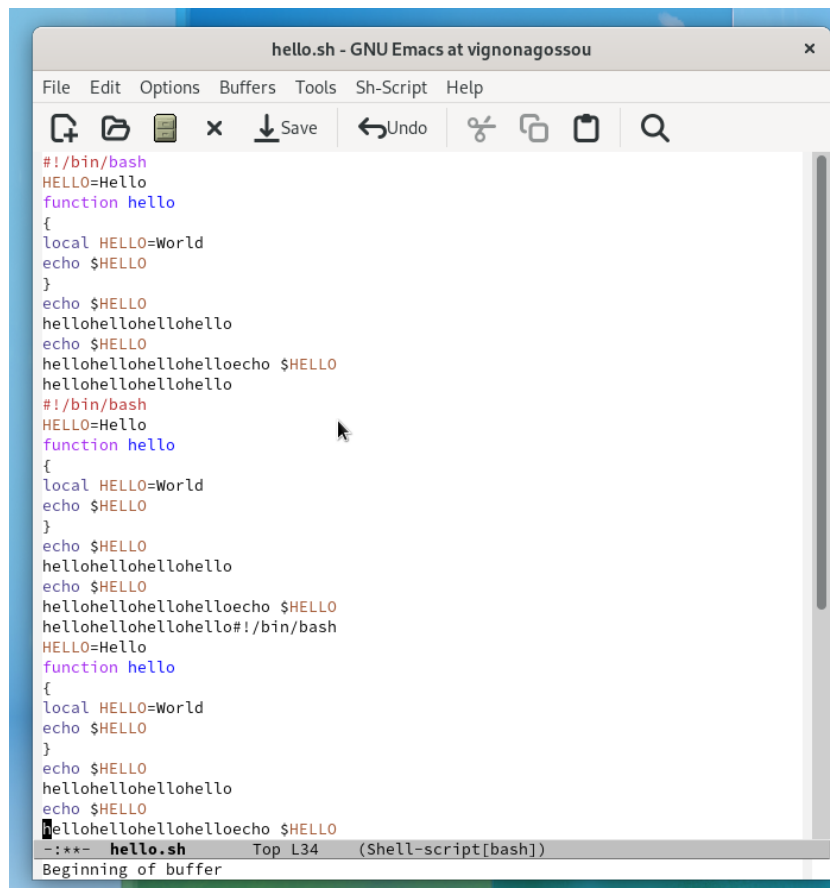 hello.sh - GNU Emacs at vignonagossou
File Edit Options Buffers Tools Sh-Script Help
Save Undo
#!/bin/bash
HELLO=Hello
function hello
{
local HELLO=World
echo $HELLO
}
echo $HELLO
hellohellohellohello
echo $HELLO
hellohellohellohelloecho $HELLO
hellohellohellohello
#!/bin/bash
HELLO=Hello
function hello
{
local HELLO=World
echo $HELLO
}
echo $HELLO
hellohellohellohello
echo $HELLO
hellohellohellohelloecho $HELLO
hellohellohellohello#!/bin/bash
HELLO=Hello
function hello
{
local HELLO=World
echo $HELLO
}
echo $HELLO
hellohellohellohello
echo $HELLO
hellohellohellohelloecho $HELLO
-:**- hello.sh Top L34 (Shell-script[bash])
Beginning of buffer